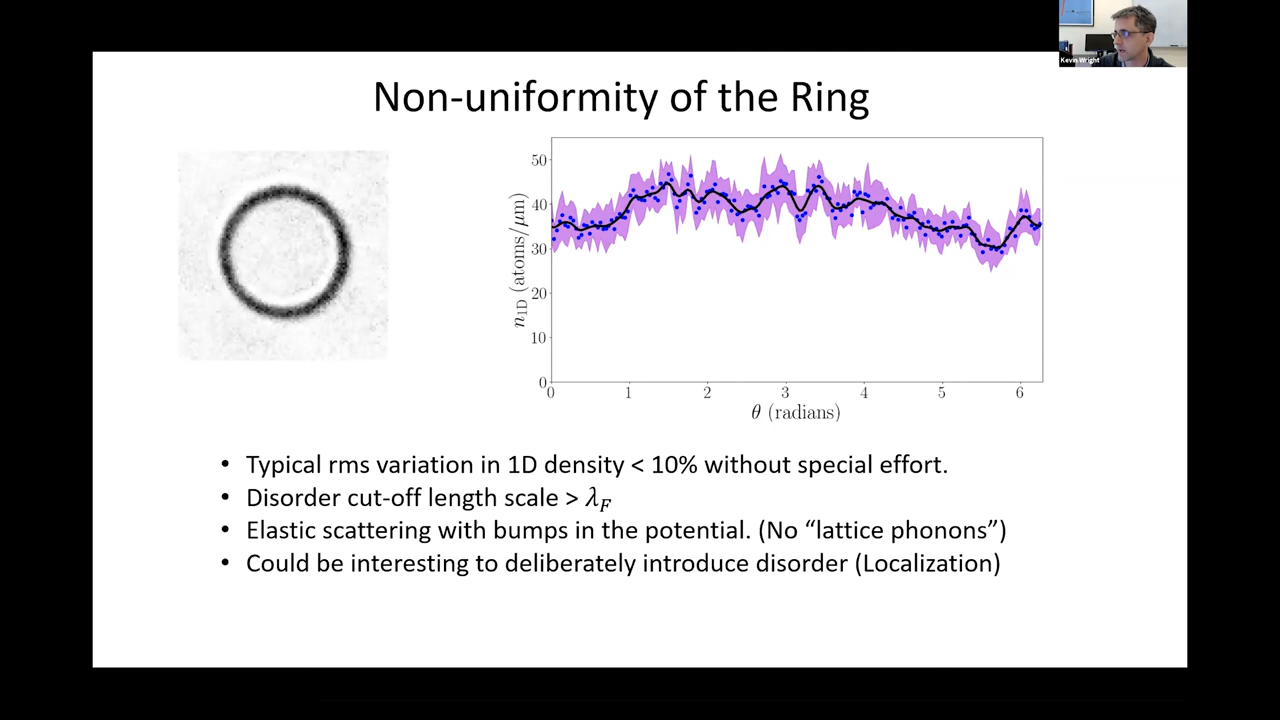 Kevin Wright
Non-uniformity of the Ring
50
40
30
20
10
0
n1D (atoms/μm)
0 1 2 3 4 5 6
θ (radians)
• Typical rms variation in 1D density < 10% without special effort.
• Disorder cut-off length scale > λF
• Elastic scattering with bumps in the potential. (No “lattice phonons”)
• Could be interesting to deliberately introduce disorder (Localization)